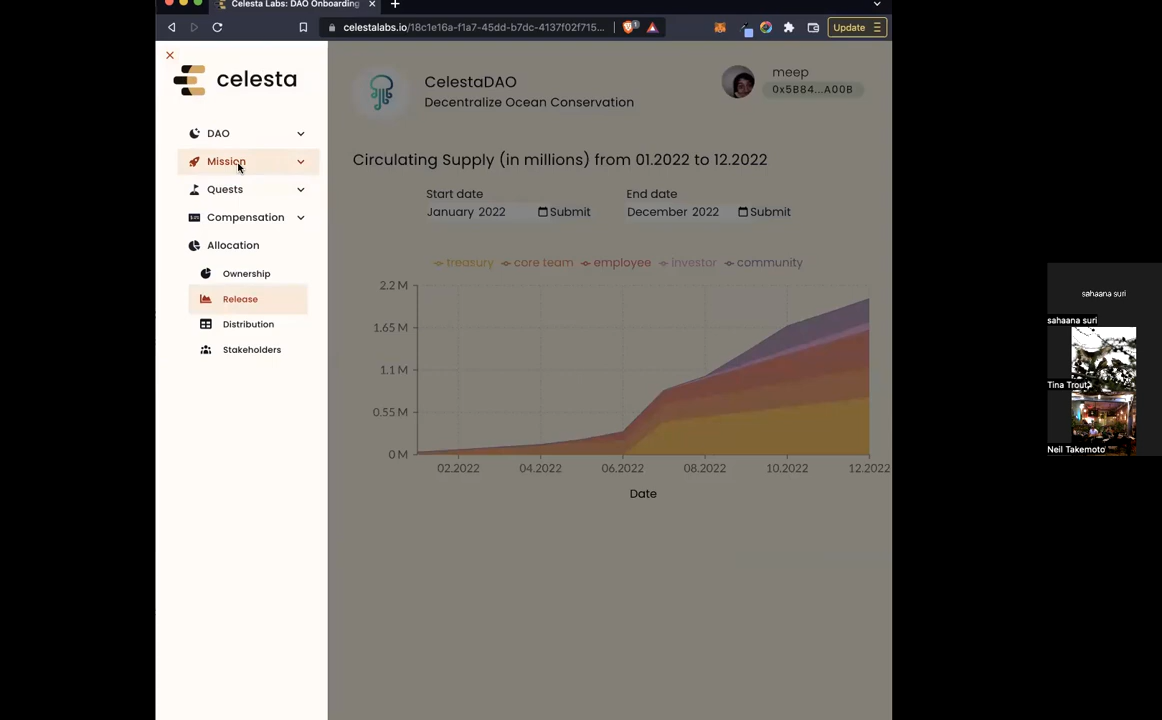 Celesta Labs: DAO Onboarding
celestalabs.io/18c1e16a-f1a7-45dd-b7dc-4137f02f715...
1
Update
celesta
DAO
Mission
Quests
Compensation
Allocation
Ownership
Release
Distribution
Stakeholders
CelestaDAO
Decentralize Ocean Conservation
meep
0x5B84...A00B
Circulating Supply (in millions) from 01.2022 to 12.2022
Start date
January 2022
Submit
End date
December 2022
Submit
treasury core team employee investor community
2.2 M
1.65 M
1.1 M
0.55 M
0 M
02.2022 04.2022 06.2022 08.2022 10.2022 12.2022
Date
sahaana suri
sahaana suri
Tina Trout
Neil Takemoto